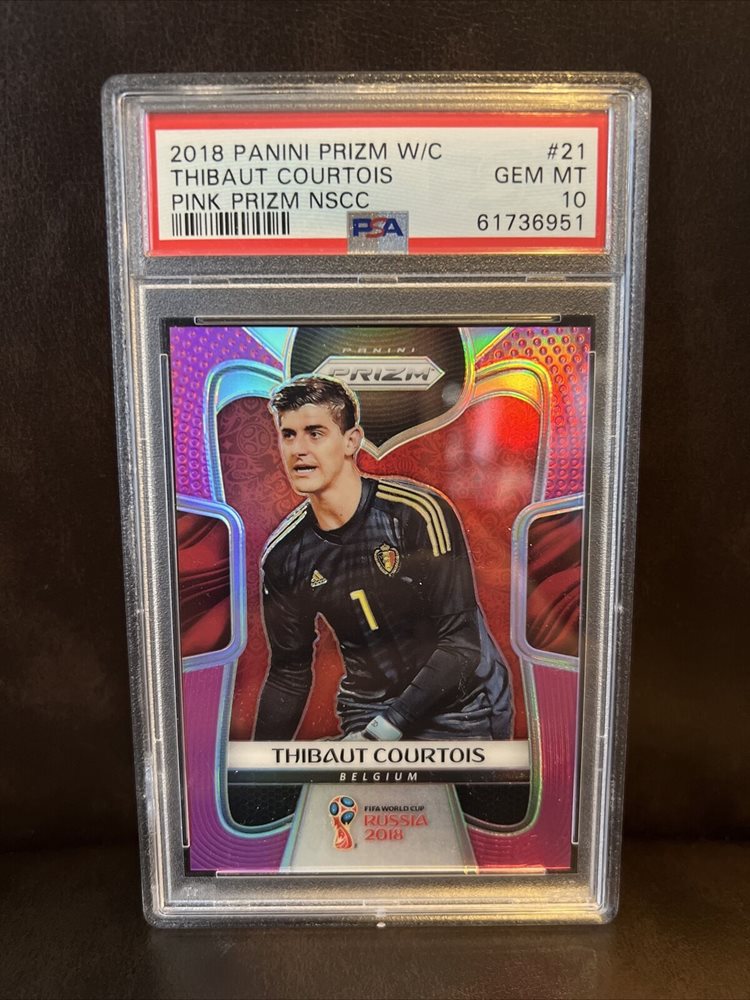 2018 PANINI PRIZM W/C #21
THIBAUT COURTOIS GEM MT
PINK PRIZM NSCC 10
PSA 61736951
PANINI
PRIZM
1
THIBAUT COURTOIS
BELGIUM
FIFA WORLD CUP
RUSSIA
2018